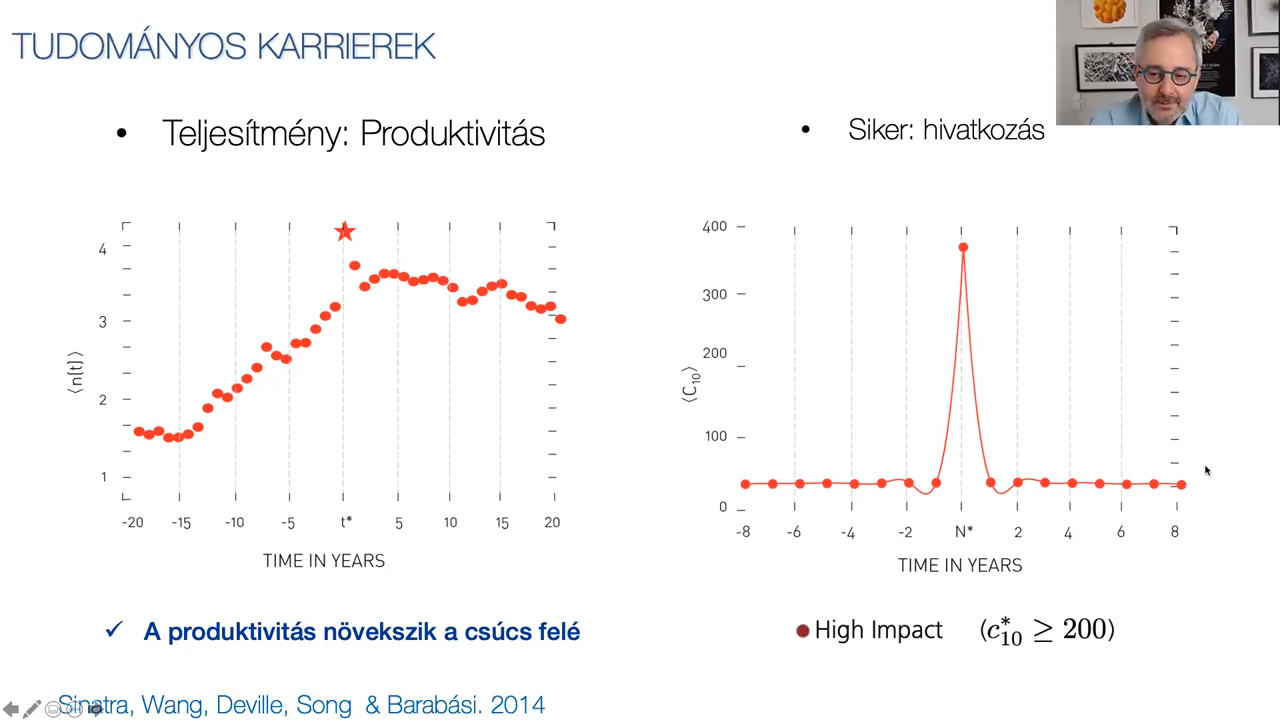 TUDOMÁNYOS KARRIEREK
• Teljesítmény: Produktivitás
• Siker: hivatkozás
4
3
2
1
⟨n(t)⟩
-20 -15 -10 -5 t* 5 10 15 20
TIME IN YEARS
400
300
200
100
0
⟨C10⟩
-8 -6 -4 -2 N* 2 4 6 8
TIME IN YEARS
✓ A produktivitás növekszik a csúcs felé
High Impact (c*10 ≥ 200)
Sinatra, Wang, Deville, Song & Barabási. 2014